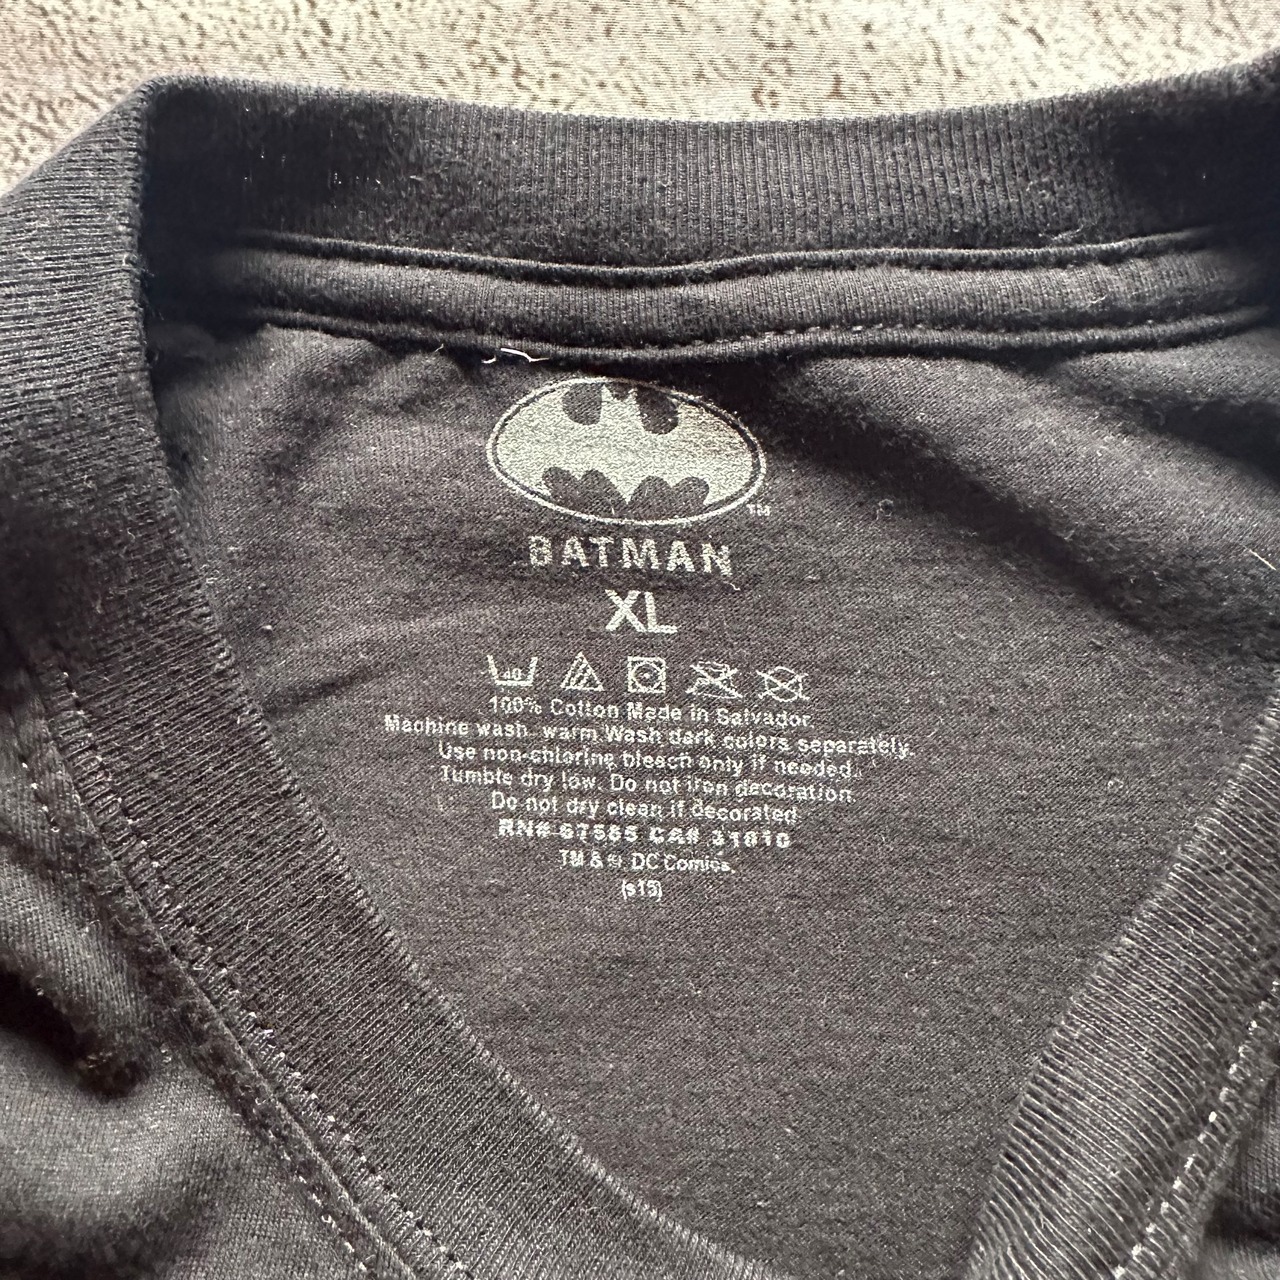 TM
BATMAN
XL
40
100% Cotton Made in Salvador.
Machine wash warm Wash dark colors separately.
Use non-chlorine bleach only if needed.
Tumble dry low. Do not iron decoration.
Do not dry clean if decorated.
RN# 67585 CA# 31810
TM & © DC Comics.
(s15)